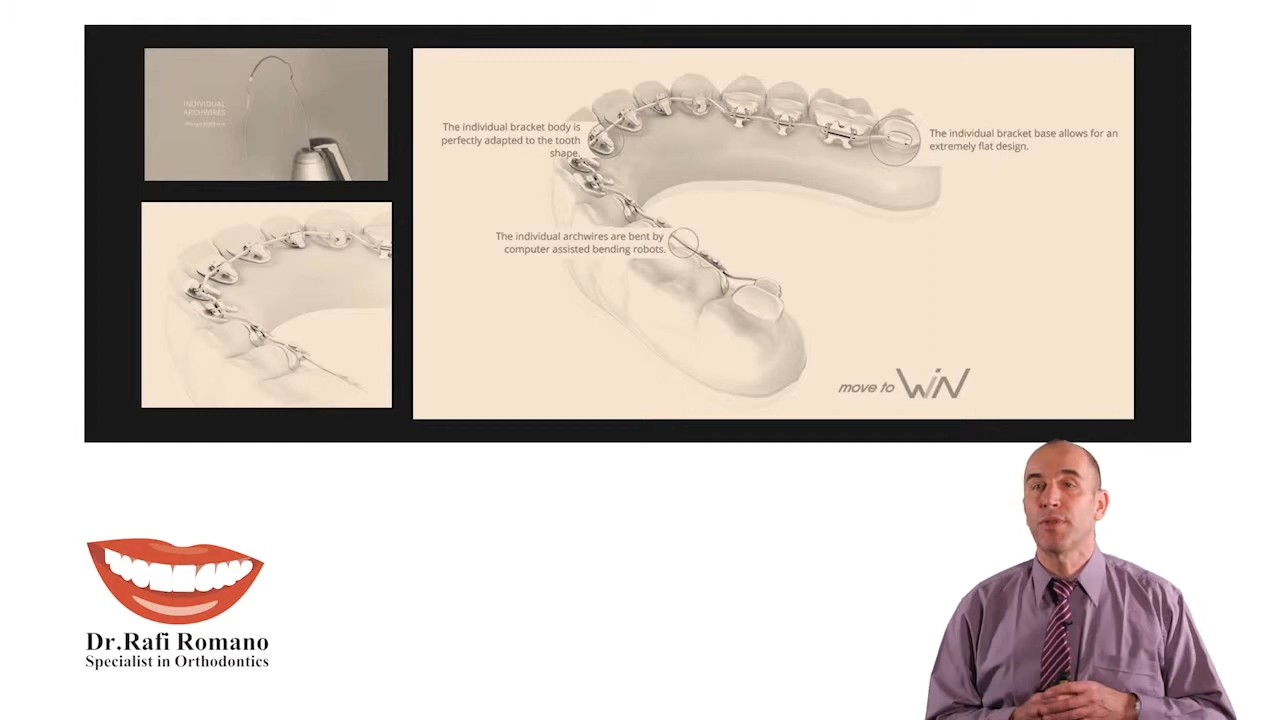 INDIVIDUAL
ARCHWIRES
The individual bracket body is
perfectly adapted to the tooth
shape.
The individual bracket base allows for an
extremely flat design.
The individual archwires are bent by
computer assisted bending robots.
move to WIN
Dr.Rafi Romano
Specialist in Orthodontics